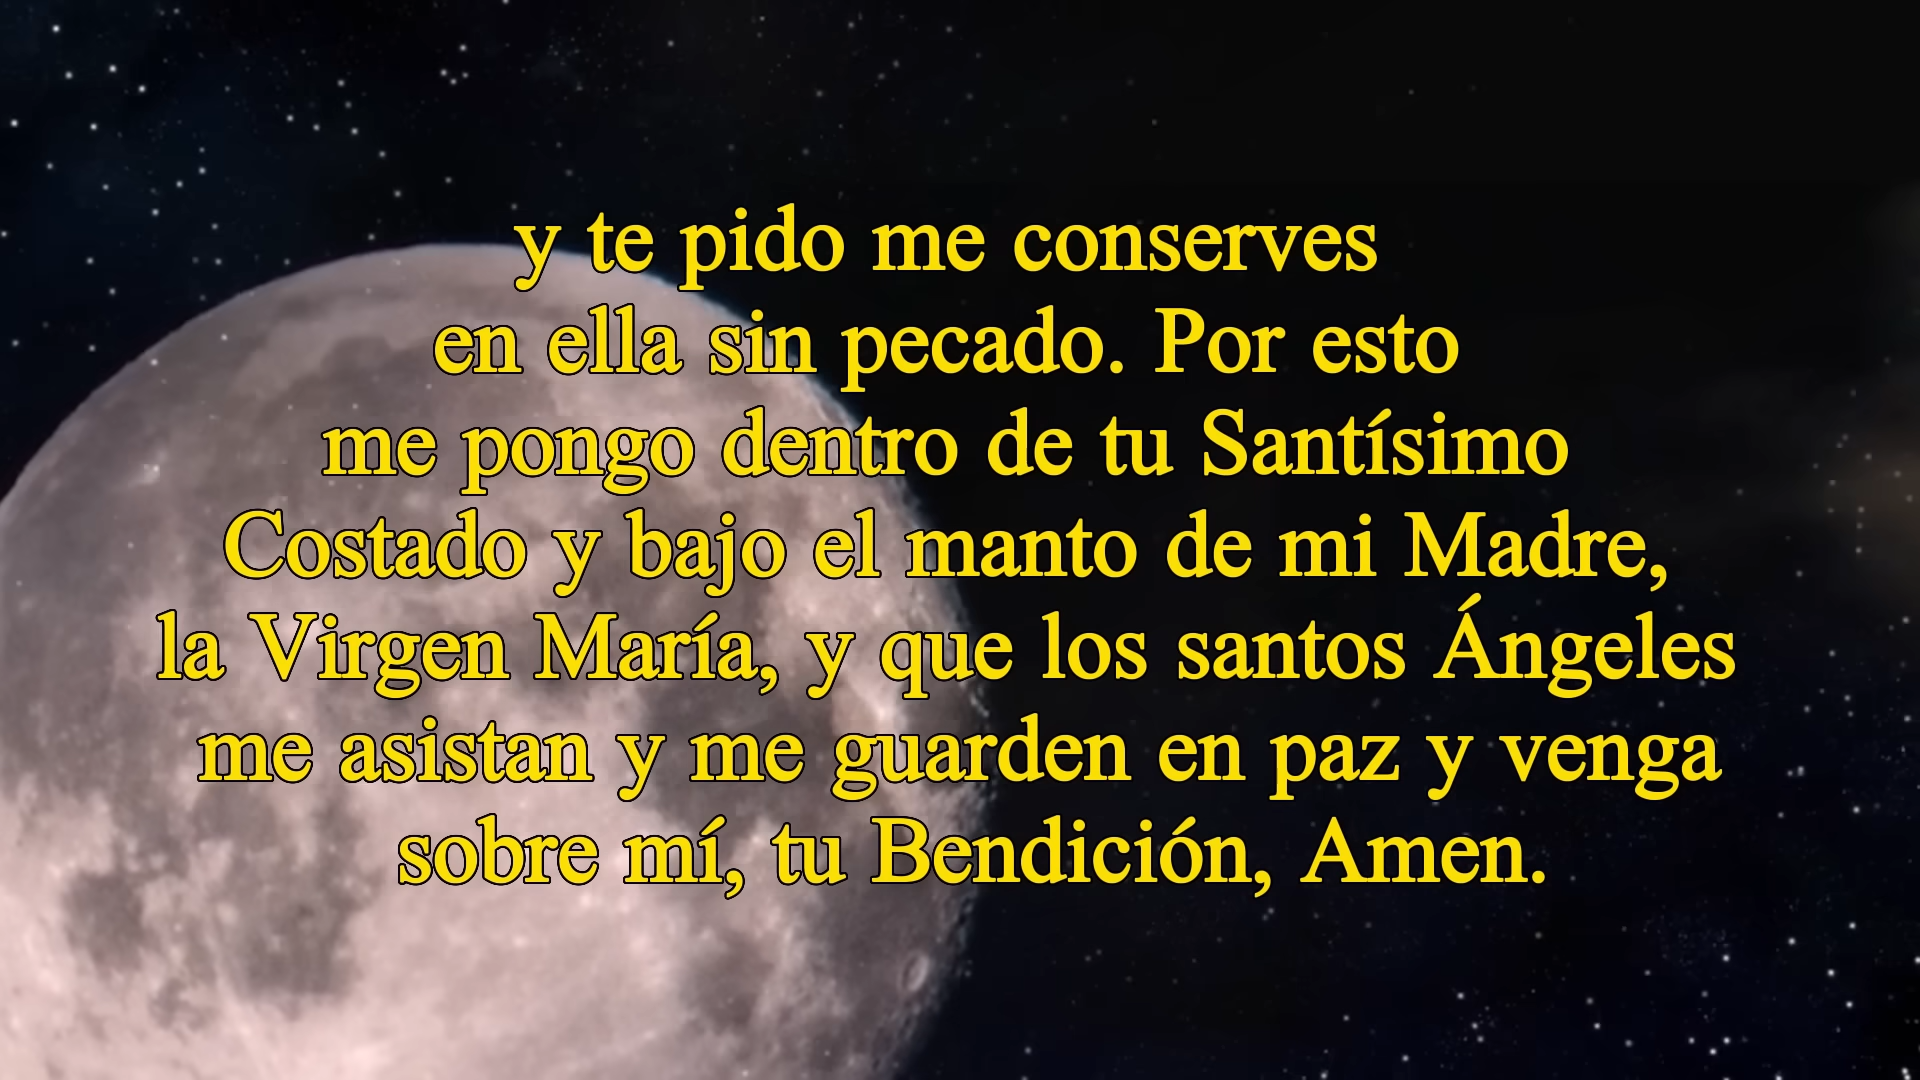 y te pido me conserves
en ella sin pecado. Por esto
me pongo dentro de tu Santísimo
Costado y bajo el manto de mi Madre,
la Virgen María, y que los santos Ángeles
me asistan y me guarden en paz y venga
sobre mí, tu Bendición, Amen.